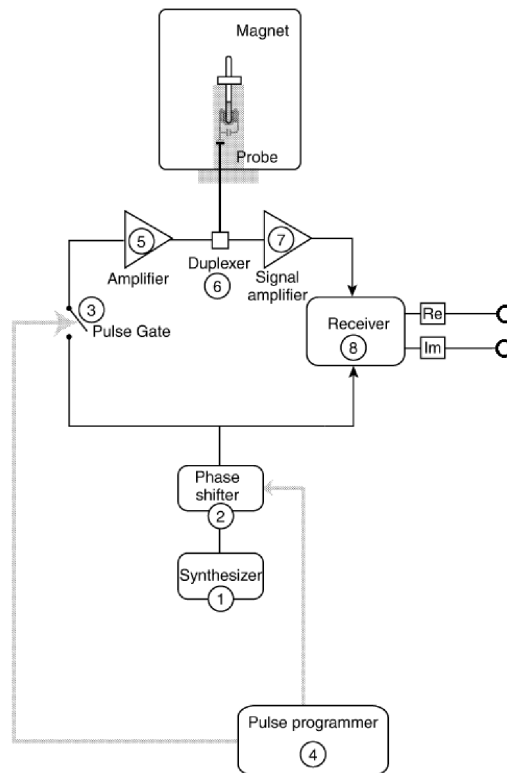 Magnet
Probe
5
Amplifier
Duplexer
6
7
Signal
amplifier
3
Pulse Gate
Receiver
8
Re
Im
Phase
shifter
2
Synthesizer
1
Pulse programmer
4